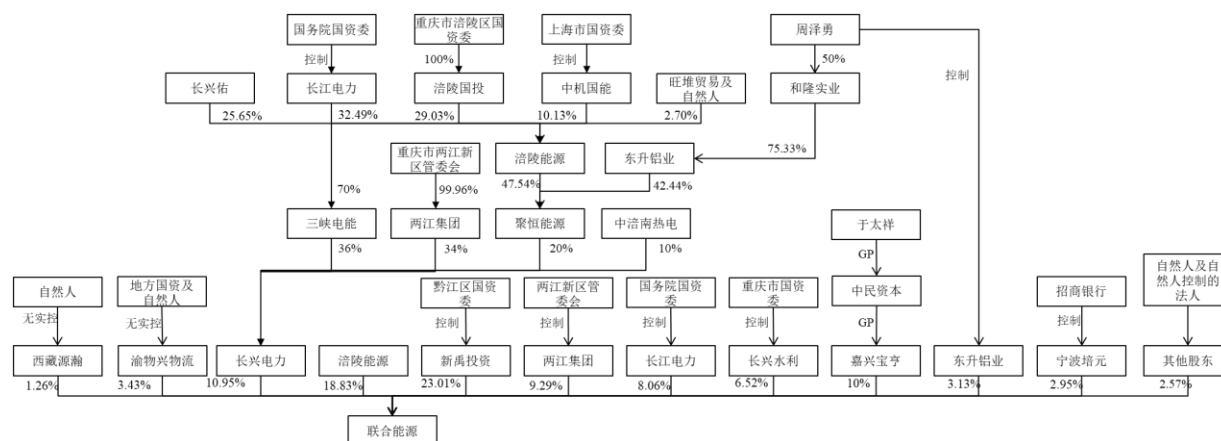 国务院国资委
重庆市涪陵区国
资委
上海市国资委
周泽勇
控制
100%
控制
50%
控制
长兴佑
长江电力
涪陵国投
中机国能
旺堆贸易及
自然人
和隆实业
25.65%
32.49%
29.03%
10.13%
2.70%
75.33%
重庆市两江新
区管委会
涪陵能源
东升铝业
70%
99.96%
47.54%
42.44%
三峡电能
两江集团
聚恒能源
中涪南热电
于太祥
36%
34%
20%
10%
GP
自然人
地方国资及
自然人
黔江区国资
委
两江新区管
委会
国务院国资
委
重庆市国资
委
中民资本
招商银行
自然人及自
然人控制的
法人
无实控
无实控
控制
控制
控制
控制
GP
控制
西藏源瀚
渝物兴物流
长兴电力
涪陵能源
新禹投资
两江集团
长江电力
长兴水利
嘉兴宝亨
东升铝业
宁波培元
其他股东
1.26%
3.43%
10.95%
18.83%
23.01%
9.29%
8.06%
6.52%
10%
3.13%
2.95%
2.57%
联合能源